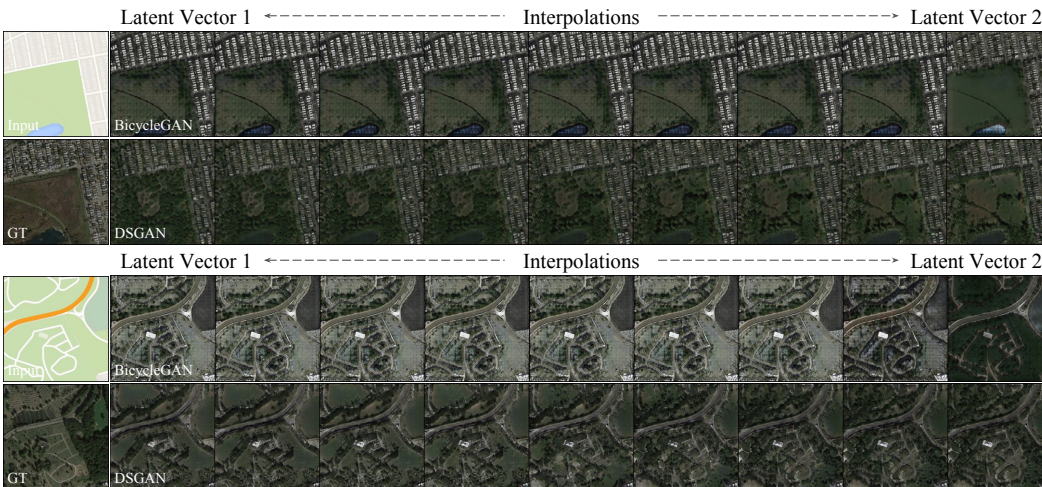 Latent Vector 1 Interpolations Latent Vector 2
Input BicycleGAN
GT DSGAN
Latent Vector 1 Interpolations Latent Vector 2
Input BicycleGAN
GT DSGAN